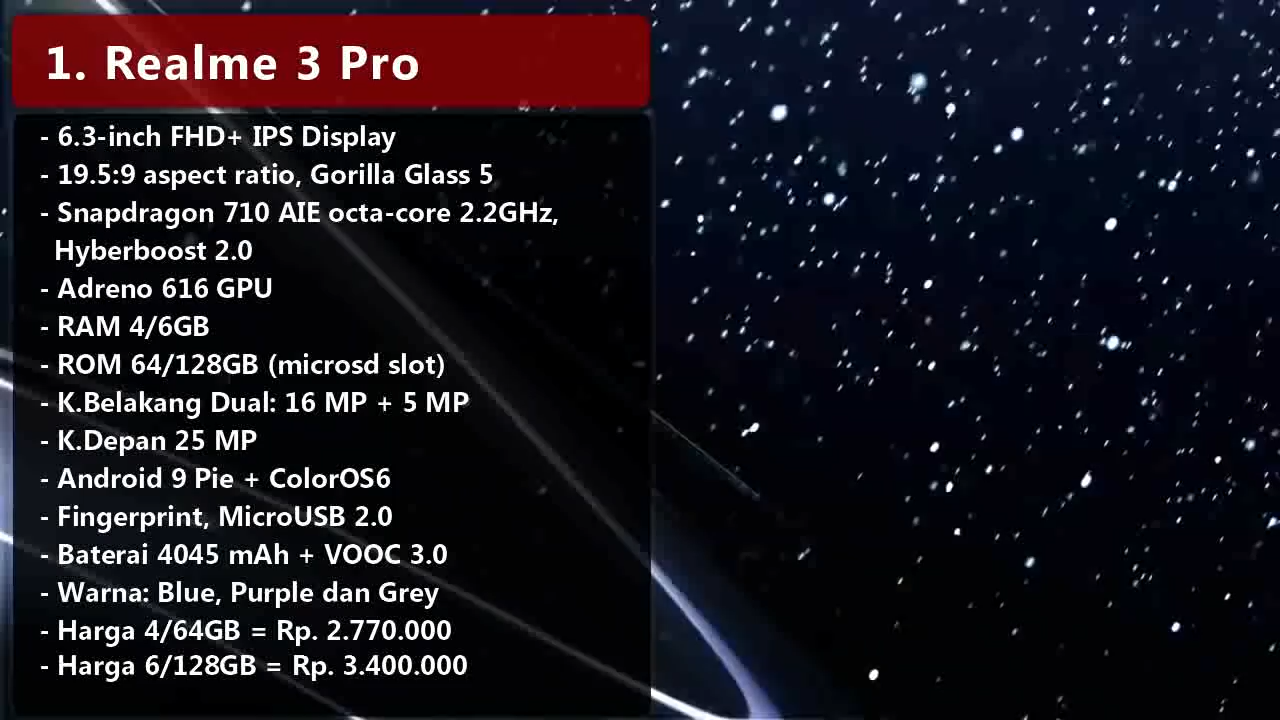 1. Realme 3 Pro
- 6.3-inch FHD+ IPS Display
- 19.5:9 aspect ratio, Gorilla Glass 5
- Snapdragon 710 AIE octa-core 2.2GHz,
Hyberboost 2.0
- Adreno 616 GPU
- RAM 4/6GB
- ROM 64/128GB (microsd slot)
- K.Belakang Dual: 16 MP + 5 MP
- K.Depan 25 MP
- Android 9 Pie + ColorOS6
- Fingerprint, MicroUSB 2.0
- Baterai 4045 mAh + VOOC 3.0
- Warna: Blue, Purple dan Grey
- Harga 4/64GB = Rp. 2.770.000
- Harga 6/128GB = Rp. 3.400.000